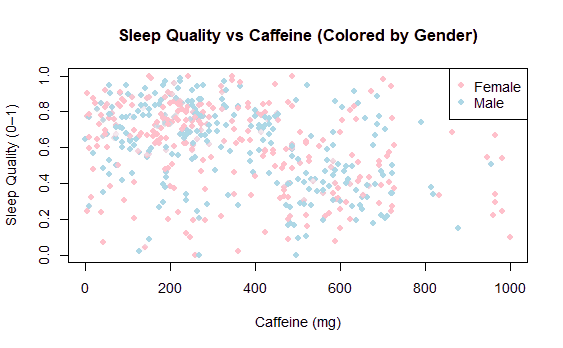 Sleep Quality vs Caffeine (Colored by Gender)
Female
Male
Sleep Quality (0–1)
1.0
0.8
0.6
0.4
0.2
0.0
0 200 400 600 800 1000
Caffeine (mg)